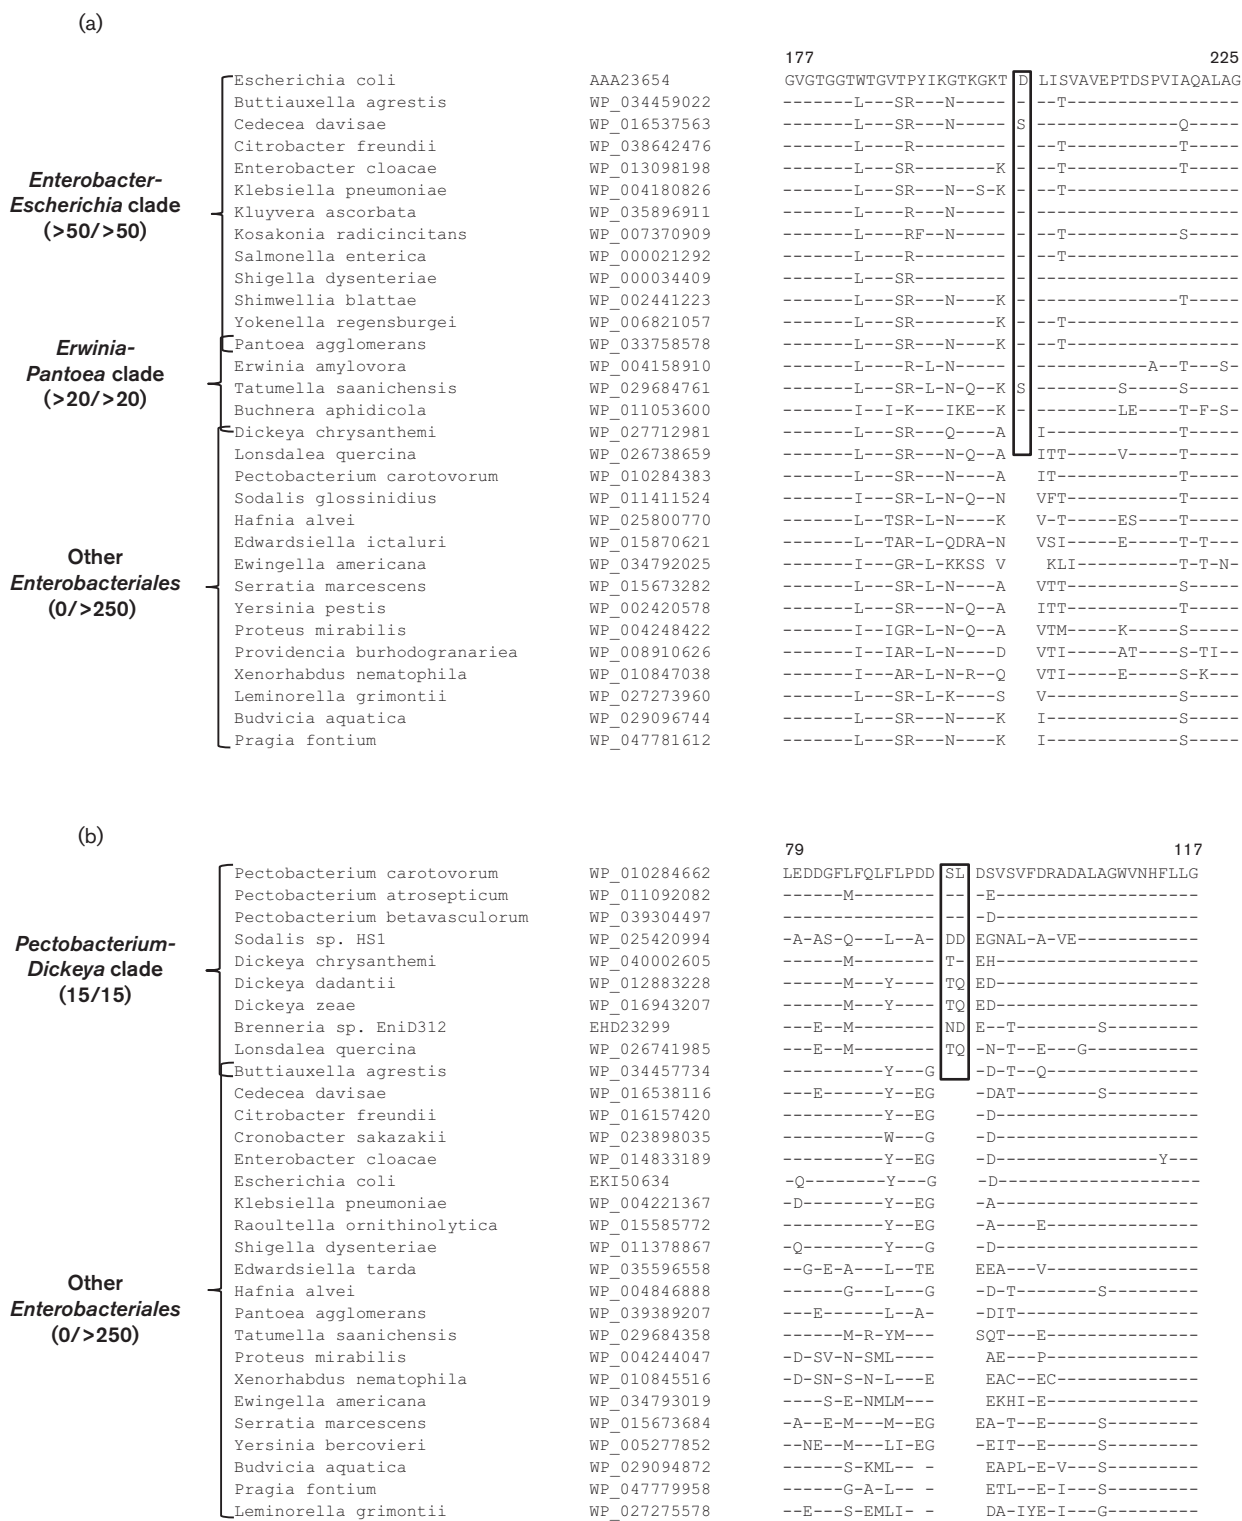 (a)
177 225
Escherichia coli AAA23654 GVGTGGTWTGVTPYIKGTKGKT D LISVAVEPTDSPVIAQALAG
Buttiauxella agrestis WP_034459022 -------L---SR---N----- - --T-----------------
Cedecea davisae WP_016537563 -------L---SR---N----- S --------------Q-----
Citrobacter freundii WP_038642476 -------L----R--------- - --T-----------T-----
Enterobacter cloacae WP_013098198 -------L---SR--------K- - --T-----------T-----
Klebsiella pneumoniae WP_004180826 -------L---SR---N--S-K - --T-----------------
Kluyvera ascorbata WP_035896911 -------L----R---N----- - --------------------
Kosakonia radicincitans WP_007370909 ------------RF--N----- - --T-----------S-----
Salmonella enterica WP_000021292 -------L----R--------- - --T-----------------
Shigella dysenteriae WP_000034409 -------L---SR--------- - --------------------
Shimwellia blattae WP_002441223 -------L---SR---N----K - --------------T-----
Yokenella regensburgei WP_006821057 -------L---SR--------K - --T-----------------
Pantoea agglomerans WP_033758578 -------L---SR---N----K - --T-----------------
Erwinia amylovora WP_004158910 -------L----R-L-N----- - -----------A--T---S-
Tatumella saanichensis WP_029684761 -------L---SR-L-N-Q--K S --------S-----S-----
Buchnera aphidicola WP_011053600 -------I--I-K---IKE--K - --------LE----T-F-S-
Dickeya chrysanthemi WP_027712981 -------L---SR---Q----A I--------------T-----
Lonsdalea quercina WP_026738659 -------L---SR---N-Q--A ITT-----V------T-----
Pectobacterium carotovorum WP_010284383 -------L---SR---N----A IT-------------T-----
Sodalis glossinidius WP_011411524 -------I---SR-L-N-Q--N VFT------------T-----
Hafnia alvei WP_025800770 -------L--TSR-L-N----K V-T-----ES-----T-----
Edwardsiella ictaluri WP_015870621 -------L--TAR-L-QDRA-N VSI-----E------T-T---
Ewingella americana WP_034792025 -------I---GR-L-KKSS V KLI------------T-T-N-
Serratia marcescens WP_015673282 -------L---SR-L-N----A VTT------------S-----
Yersinia pestis WP_002420578 -------L---SR---N-Q--A ITT------------T-----
Proteus mirabilis WP_004248422 -------I--IGR-L-N-Q--A VTM-----K------S-----
Providencia burhodogranariea WP_008910626 -------I--IAR-L-N----D VTI-----AT-----S-TI--
Xenorhabdus nematophila WP_010847038 -------I---AR-L-N-R--Q VTI-----E------S-K---
Leminorella grimontii WP_027273960 -------L---SR-L-K----S V--------------S-----
Budvicia aquatica WP_029096744 -------L---SR---N----K I--------------S-----
Pragia fontium WP_047781612 -------L---SR---N----K I--------------S-----
Enterobacter-
Escherichia clade
(>50/>50)
Erwinia-
Pantoea clade
(>20/>20)
Other
Enterobacteriales
(0/>250)
(b)
79 117
Pectobacterium carotovorum WP_010284662 LEDDGFLFQLFLPDD SL DSVSVFDRADALAGWVNHFLLG
Pectobacterium atrosepticum WP_011092082 ------M-------- -- -E--------------------
Pectobacterium betavasculorum WP_039304497 --------------- -- -D--------------------
Sodalis sp. HS1 WP_025420994 -A-AS-Q---L--A- DD EGNAL-A-VE------------
Dickeya chrysanthemi WP_040002605 ------M-------- T- EH--------------------
Dickeya dadantii WP_012883228 ------M---Y---- TQ ED--------------------
Dickeya zeae WP_016943207 ------M---Y---- TQ ED--------------------
Brenneria sp. EniD312 EHD23299 ---E--M-------- ND E--T--------S---------
Lonsdalea quercina WP_026741985 ---E--M-------- TQ -N-T--E---G-----------
Buttiauxella agrestis WP_034457734 ----------Y---G -D-T--Q---------------
Cedecea davisae WP_016538116 ---E------Y--EG -DAT--------S---------
Citrobacter freundii WP_016157420 ----------Y--EG -D--------------------
Cronobacter sakazakii WP_023898035 ----------W---G -D--------------------
Enterobacter cloacae WP_014833189 ----------Y--EG -D----------------Y---
Escherichia coli EKI50634 -Q--------Y---G -D--------------------
Klebsiella pneumoniae WP_004221367 -D--------Y--EG -A--------------------
Raoultella ornithinolytica WP_015585772 ----------Y--EG -A----E---------------
Shigella dysenteriae WP_011378867 -Q--------Y---G -D--------------------
Edwardsiella tarda WP_035596558 --G-E-A---L--TE EEA---V---------------
Hafnia alvei WP_004846888 ------G---L---G -D-T--------S---------
Pantoea agglomerans WP_039389207 ---E------L--A- -DIT------------------
Tatumella saanichensis WP_029684358 ------M-R-YM--- SQT---E---------------
Proteus mirabilis WP_004244047 -D-SV-N-SML---- AE---P---------------
Xenorhabdus nematophila WP_010845516 -D-SN-S-N-L---E EAC--EC--------------
Ewingella americana WP_034793019 ----S-E-NMLM--- EKHI-E---------------
Serratia marcescens WP_015673684 -A--E-M---M--EG EA-T--E-----S---------
Yersinia bercovieri WP_005277852 --NE--M---LI-EG -EIT--E-----S---------
Budvicia aquatica WP_029094872 ------S-KML-- - EAPL-E-V---S---------
Pragia fontium WP_047779958 ------G-A-L---- ETL--E-I---S---------
Leminorella grimontii WP_027275578 --E---S-EMLI--- DA-IYE-I---G---------
Pectobacterium-
Dickeya clade
(15/15)
Other
Enterobacteriales
(0/>250)